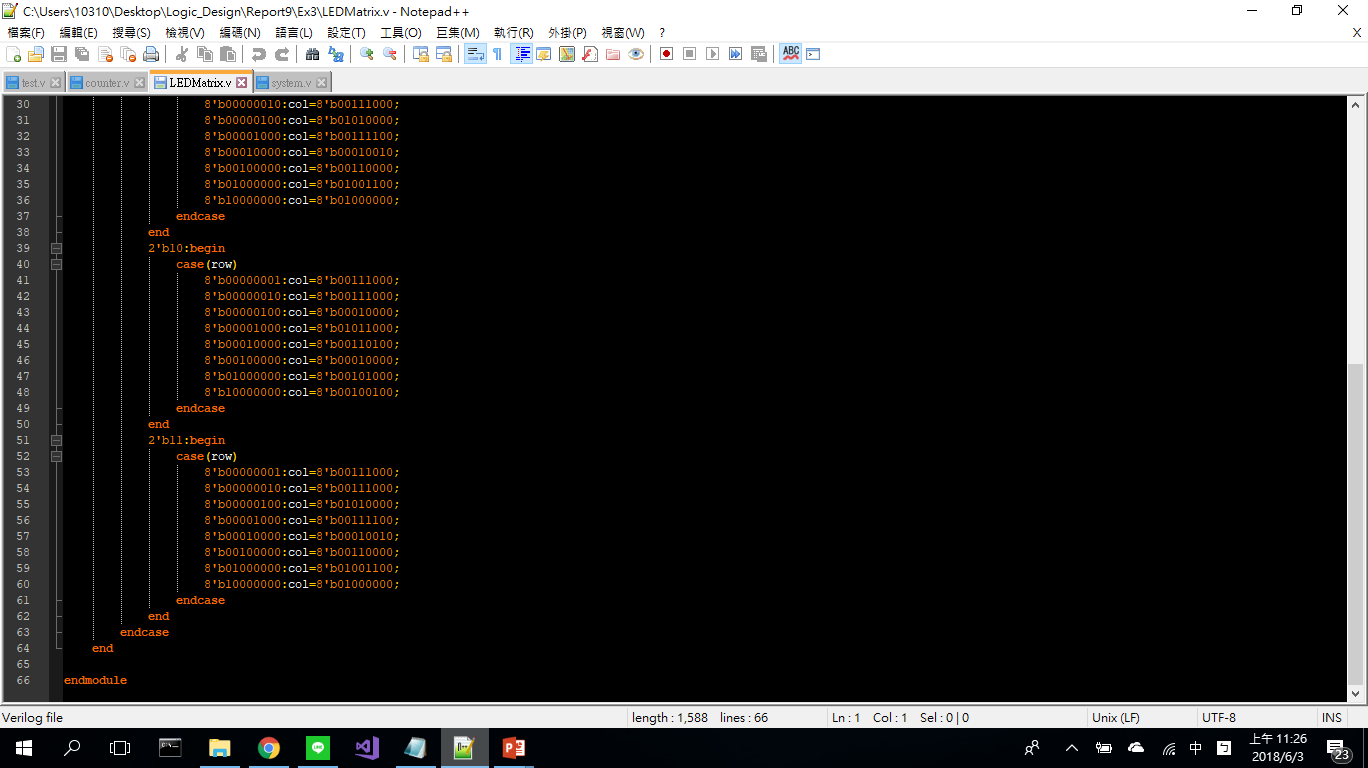 C:\Users\10310\Desktop\Logic_Design\Report9\Ex3\LEDMatrix.v - Notepad++
檔案(F) 編輯(E) 搜尋(S) 檢視(V) 編碼(N) 語言(L) 設定(T) 工具(O) 巨集(M) 執行(R) 外掛(P) 視窗(W) ? X
test.v counter.v LEDMatrix.v system.v
30 8'b00000010:col=8'b00111000;
31 8'b00000100:col=8'b01010000;
32 8'b00001000:col=8'b00111100;
33 8'b00010000:col=8'b00010010;
34 8'b00100000:col=8'b00110000;
35 8'b01000000:col=8'b01001100;
36 8'b10000000:col=8'b01000000;
37 endcase
38 end
39 2'b10:begin
40 case(row)
41 8'b00000001:col=8'b00111000;
42 8'b00000010:col=8'b00111000;
43 8'b00000100:col=8'b00010000;
44 8'b00001000:col=8'b01011000;
45 8'b00010000:col=8'b00110100;
46 8'b00100000:col=8'b00010000;
47 8'b01000000:col=8'b00101000;
48 8'b10000000:col=8'b00100100;
49 endcase
50 end
51 2'b11:begin
52 case(row)
53 8'b00000001:col=8'b00111000;
54 8'b00000010:col=8'b00111000;
55 8'b00000100:col=8'b01010000;
56 8'b00001000:col=8'b00111100;
57 8'b00010000:col=8'b00010010;
58 8'b00100000:col=8'b00110000;
59 8'b01000000:col=8'b01001100;
60 8'b10000000:col=8'b01000000;
61 endcase
62 end
63 endcase
64 end
65
66 endmodule
Verilog file length : 1,588 lines : 66 Ln : 1 Col : 1 Sel : 0 | 0 Unix (LF) UTF-8 INS
中 上午 11:26
2018/6/3 23